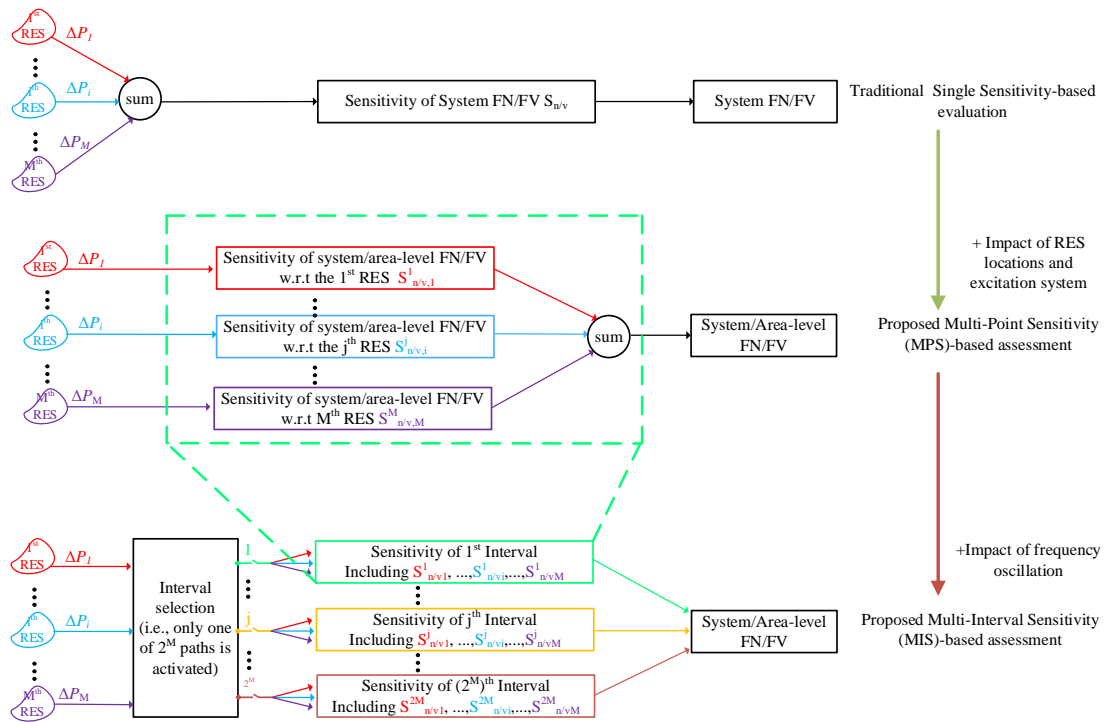 1st
RES
ΔP1
ith
RES
ΔPi
Mth
RES
ΔPM
sum
Sensitivity of System FN/FV Sn/v
System FN/FV
Traditional Single Sensitivity-based
evaluation
1st
RES
ΔP1
ith
RES
ΔPi
Mth
RES
ΔPM
Sensitivity of system/area-level FN/FV
w.r.t the 1st RES S1n/v,1
Sensitivity of system/area-level FN/FV
w.r.t the jth RES Sjn/v,i
Sensitivity of system/area-level FN/FV
w.r.t Mth RES SMn/v,M
sum
System/Area-level
FN/FV
+ Impact of RES
locations and
excitation system
Proposed Multi-Point Sensitivity
(MPS)-based assessment
1st
RES
ΔP1
ith
RES
ΔPi
Mth
RES
ΔPM
Interval
selection
(i.e., only one
of 2M paths is
activated)
1
j
2M
Sensitivity of 1st Interval
Including S1n/v1, ...,S1n/vi,...,S1n/vM
Sensitivity of jth Interval
Including Sjn/v1, ...,Sjn/vi,...,Sjn/vM
Sensitivity of (2M)th Interval
Including S2Mn/v1, ...,S2Mn/vi,...,S2Mn/vM
System/Area-level
FN/FV
+Impact of frequency
oscillation
Proposed Multi-Interval Sensitivity
(MIS)-based assessment